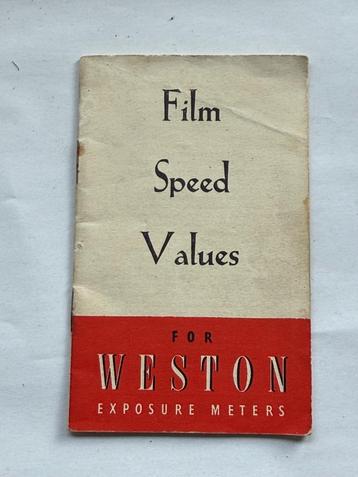 Film
Speed
Values
FOR
WESTON
EXPOSURE METERS